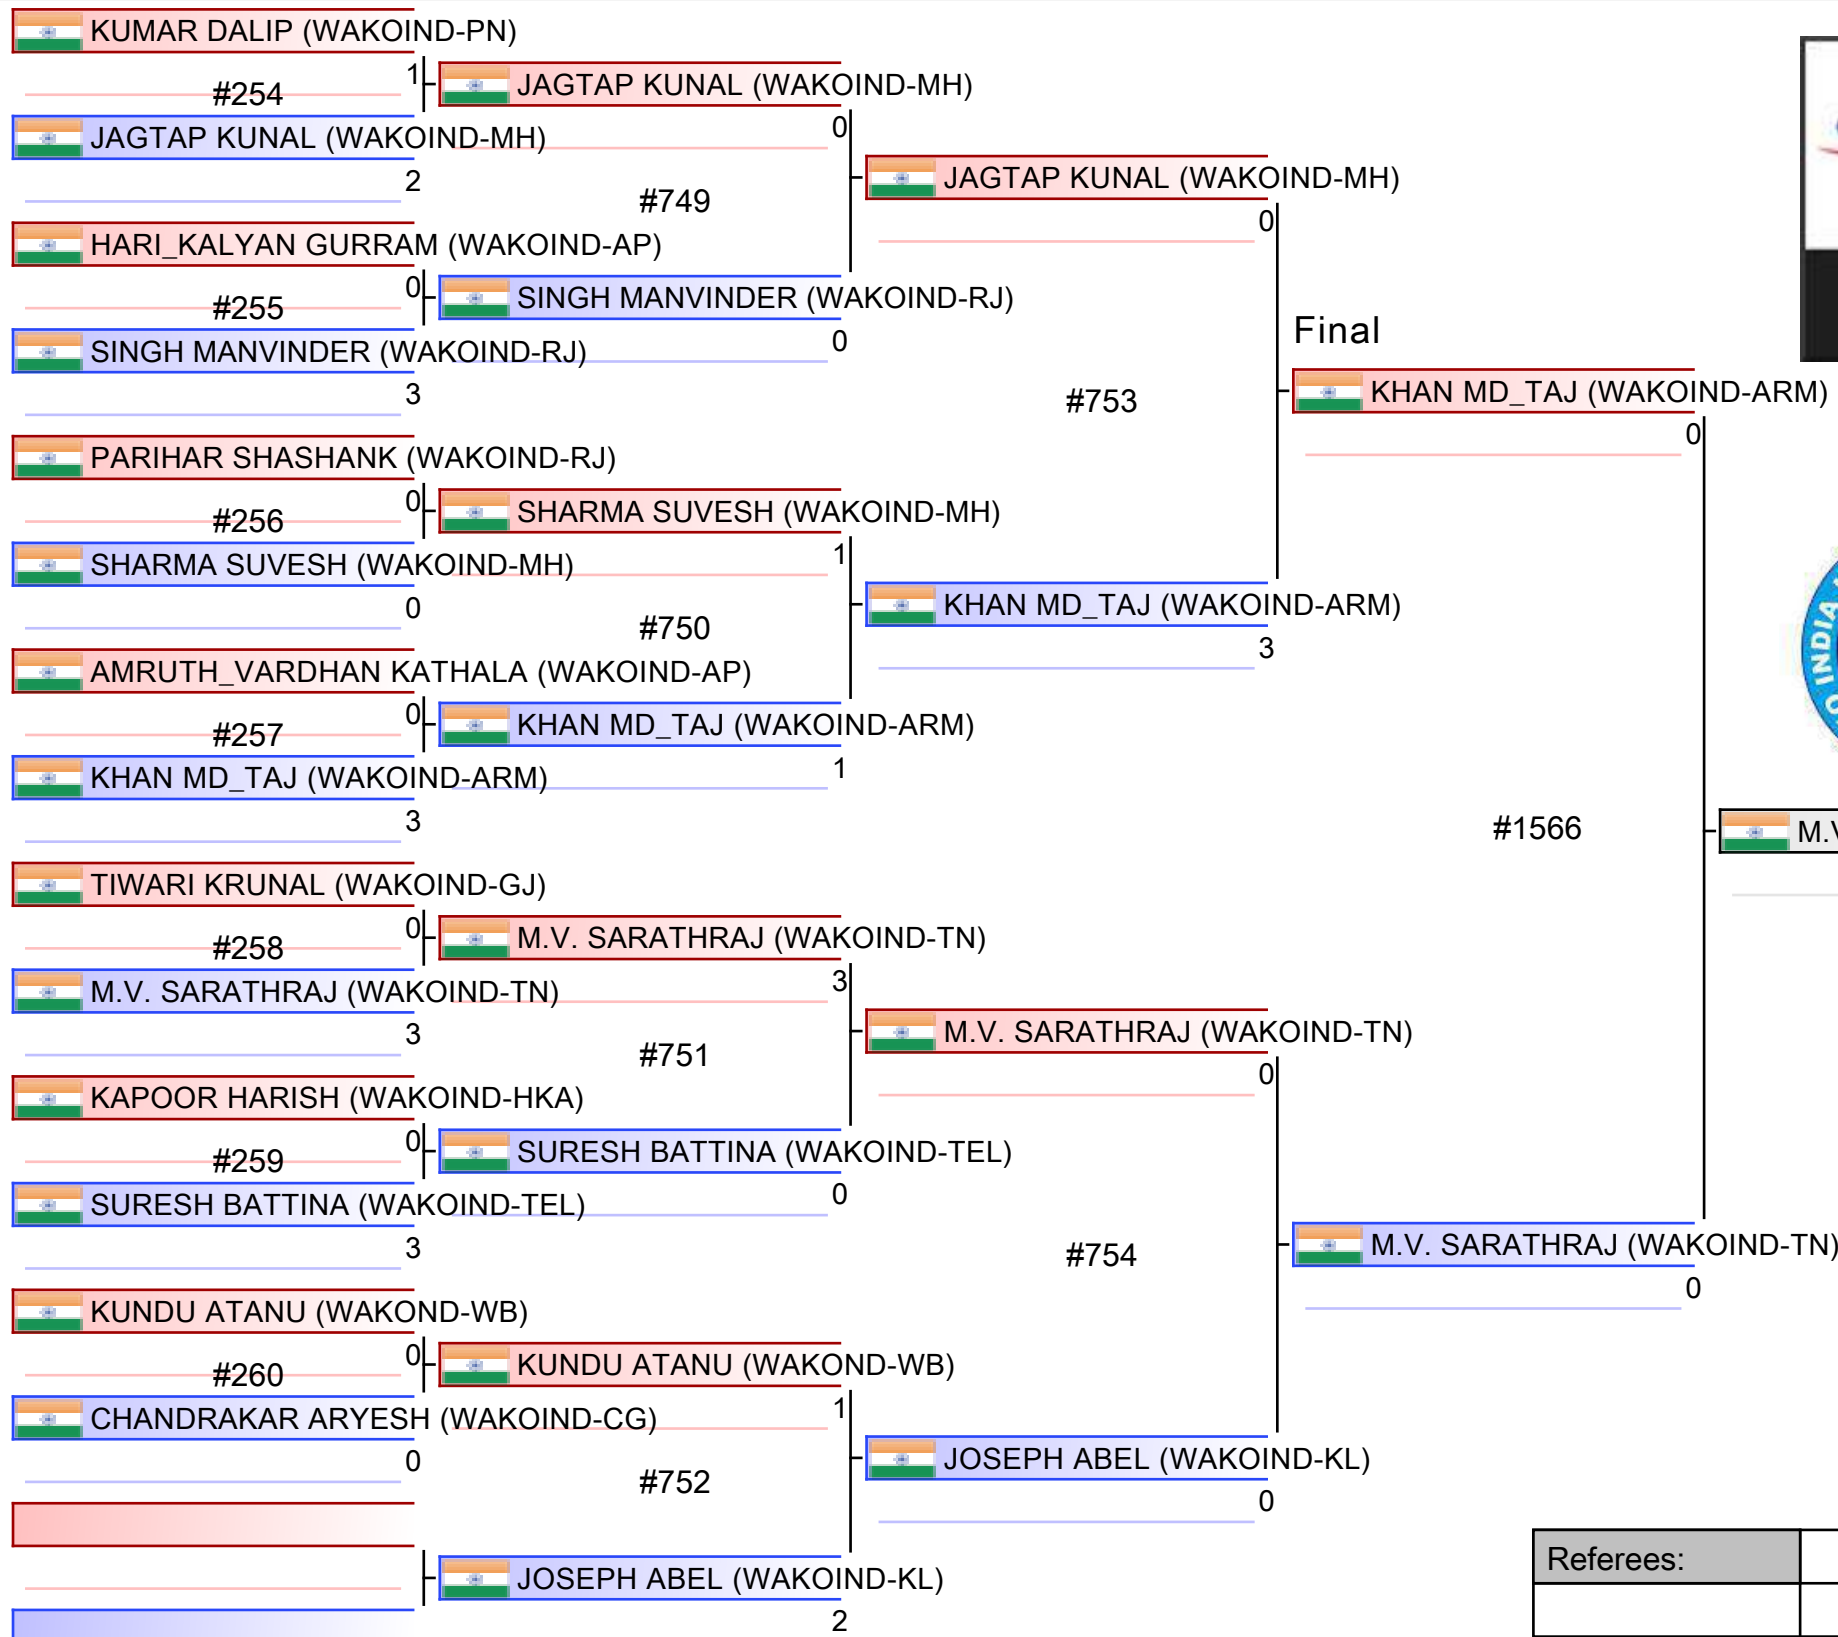 KUMAR DALIP (WAKOIND-PN)
1
#254
JAGTAP KUNAL (WAKOIND-MH)
2
HARI_KALYAN GURRAM (WAKOIND-AP)
0
#255
SINGH MANVINDER (WAKOIND-RJ)
3
PARIHAR SHASHANK (WAKOIND-RJ)
0
#256
SHARMA SUVESH (WAKOIND-MH)
0
AMRUTH_VARDHAN KATHALA (WAKOIND-AP)
0
#257
KHAN MD_TAJ (WAKOIND-ARM)
3
TIWARI KRUNAL (WAKOIND-GJ)
0
#258
M.V. SARATHRAJ (WAKOIND-TN)
3
KAPOOR HARISH (WAKOIND-HKA)
0
#259
SURESH BATTINA (WAKOIND-TEL)
3
KUNDU ATANU (WAKOND-WB)
0
#260
CHANDRAKAR ARYESH (WAKOIND-CG)
0
JAGTAP KUNAL (WAKOIND-MH)
0
#749
SINGH MANVINDER (WAKOIND-RJ)
0
SHARMA SUVESH (WAKOIND-MH)
1
#750
KHAN MD_TAJ (WAKOIND-ARM)
1
M.V. SARATHRAJ (WAKOIND-TN)
3
#751
SURESH BATTINA (WAKOIND-TEL)
0
KUNDU ATANU (WAKOND-WB)
1
#752
JOSEPH ABEL (WAKOIND-KL)
2
JAGTAP KUNAL (WAKOIND-MH)
0
#753
KHAN MD_TAJ (WAKOIND-ARM)
3
M.V. SARATHRAJ (WAKOIND-TN)
0
#754
JOSEPH ABEL (WAKOIND-KL)
0
Final
KHAN MD_TAJ (WAKOIND-ARM)
0
#1566
M.V. SARATHRAJ (WAKOIND-TN)
0
INDIA
Referees: